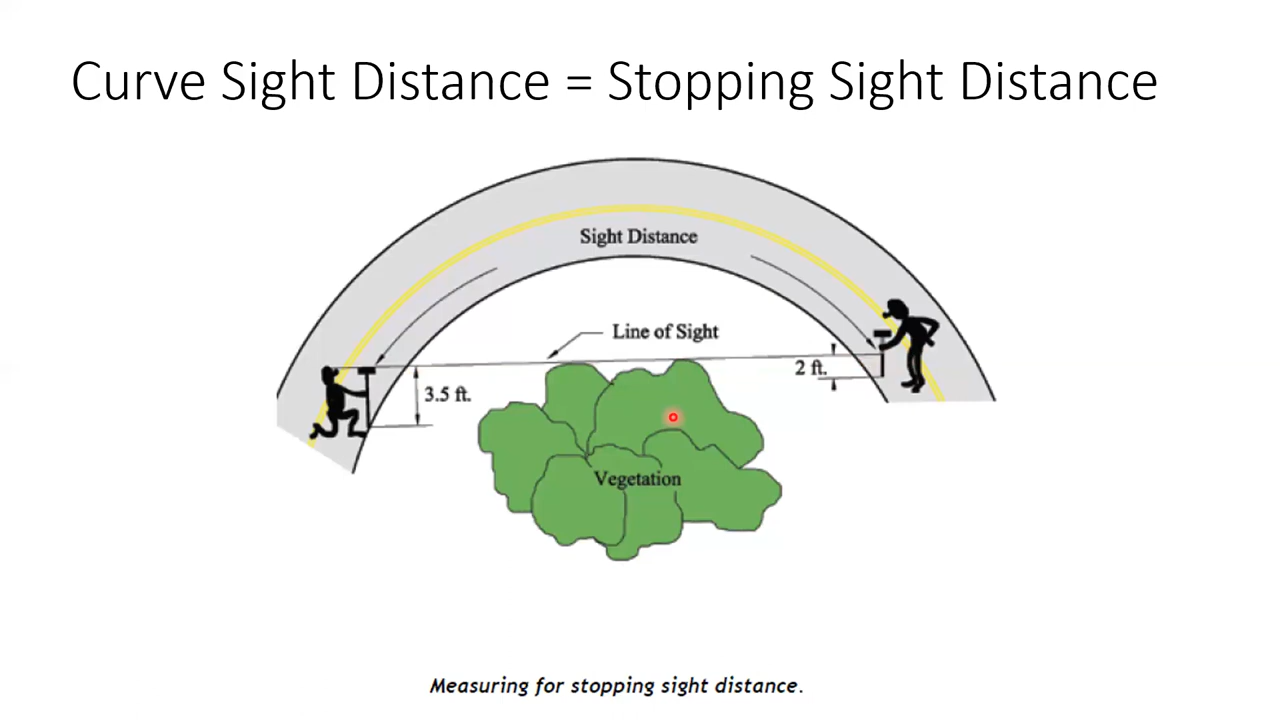 Curve Sight Distance = Stopping Sight Distance
Sight Distance
Line of Sight
2 ft.
3.5 ft.
Vegetation
Measuring for stopping sight distance.